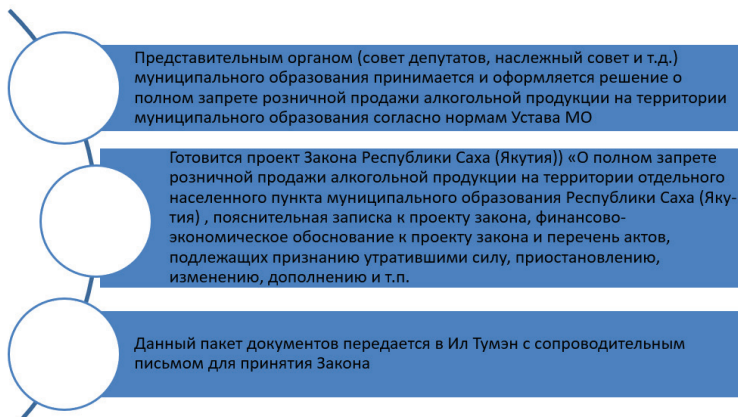 Представительным органом (совет депутатов, наслежный совет и т.д.)
муниципального образования принимается и оформляется решение о
полном запрете розничной продажи алкогольной продукции на территории
муниципального образования согласно нормам Устава МО
Готовится проект Закона Республики Саха (Якутия)) «О полном запрете
розничной продажи алкогольной продукции на территории отдельного
населенного пункта муниципального образования Республики Саха (Яку-
тия) , пояснительная записка к проекту закона, финансово-
экономическое обоснование к проекту закона и перечень актов,
подлежащих признанию утратившими силу, приостановлению,
изменению, дополнению и т.п.
Данный пакет документов передается в Ил Тумэн с сопроводительным
письмом для принятия Закона